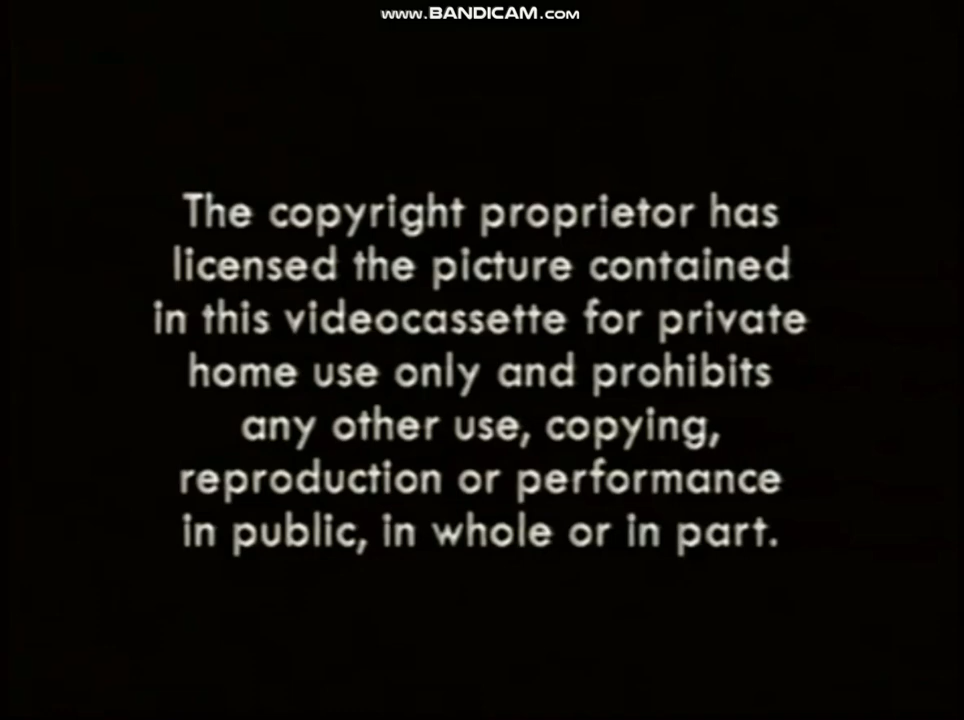 www.BANDICAM.com
The copyright proprietor has
licensed the picture contained
in this videocassette for private
home use only and prohibits
any other use, copying,
reproduction or performance
in public, in whole or in part.